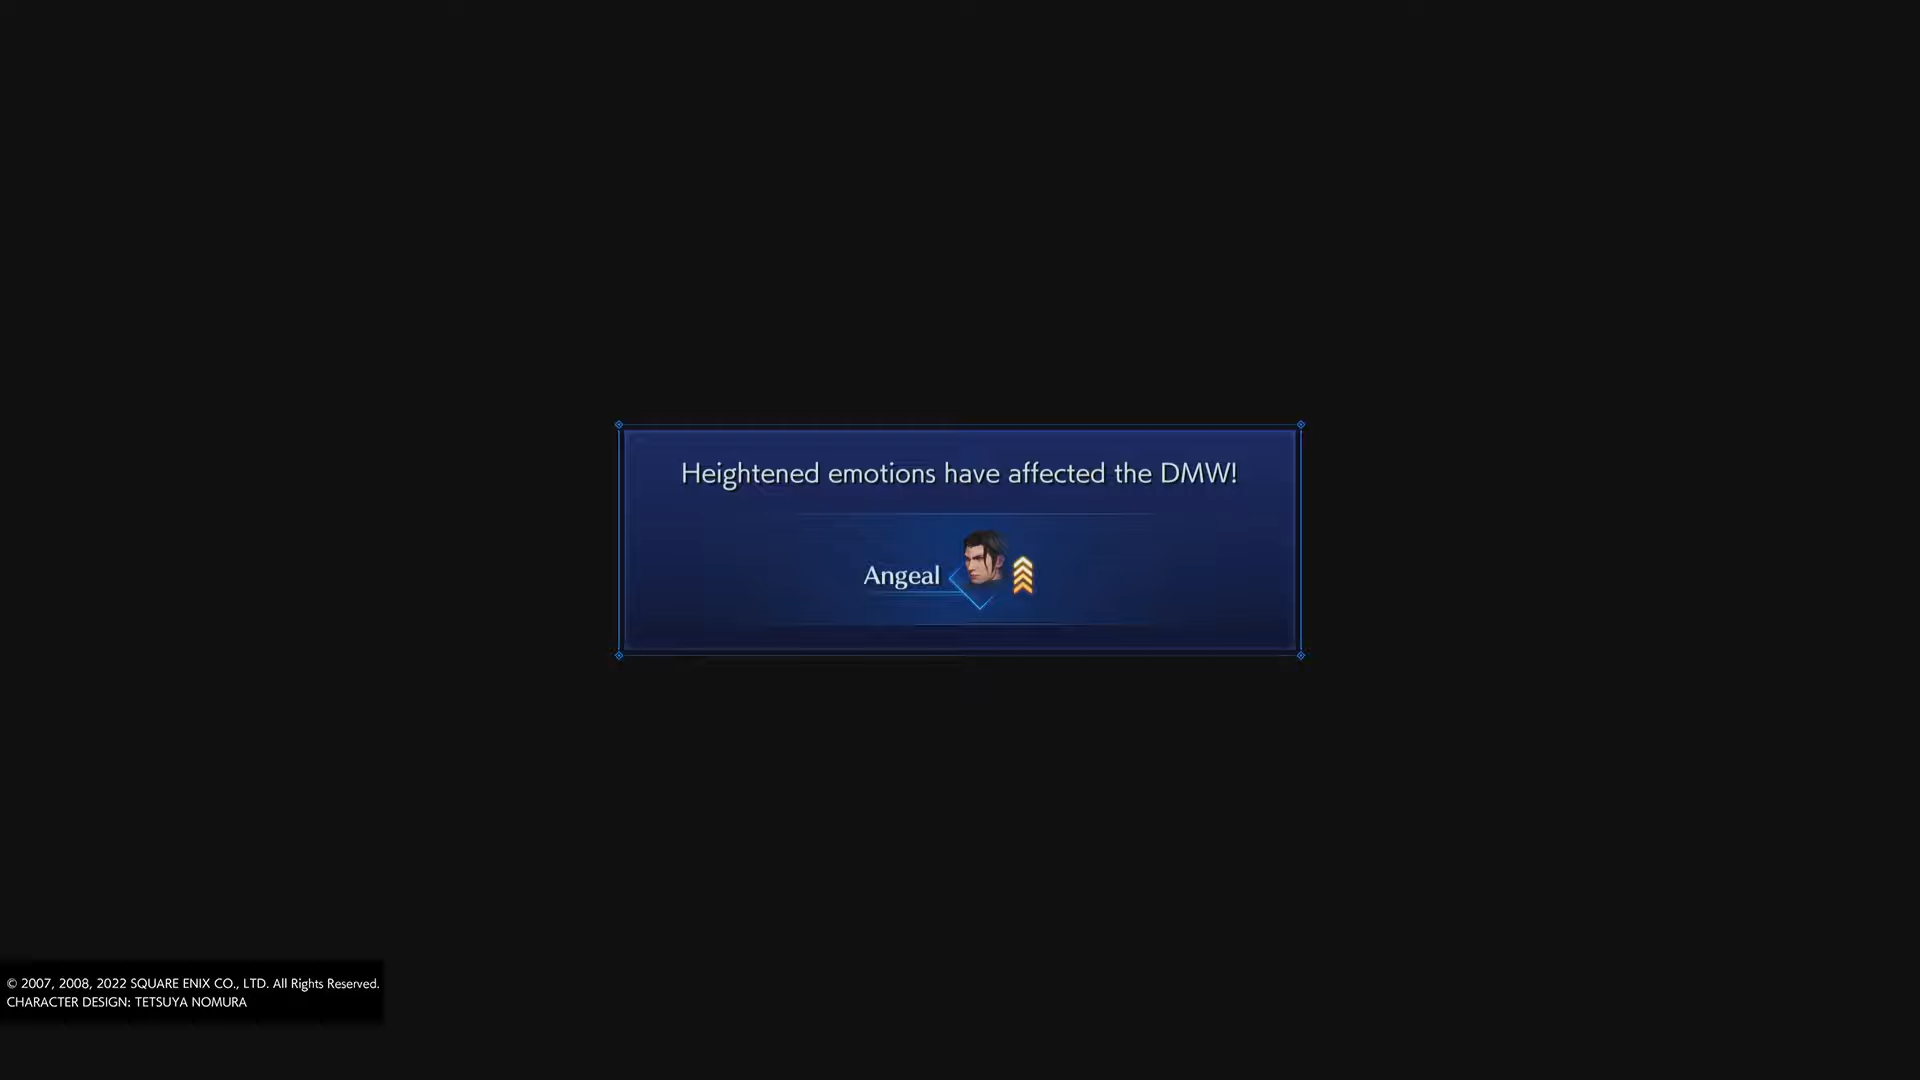 Heightened emotions have affected the DMW!
Angeal
© 2007, 2008, 2022 SQUARE ENIX CO., LTD. All Rights Reserved.
CHARACTER DESIGN: TETSUYA NOMURA